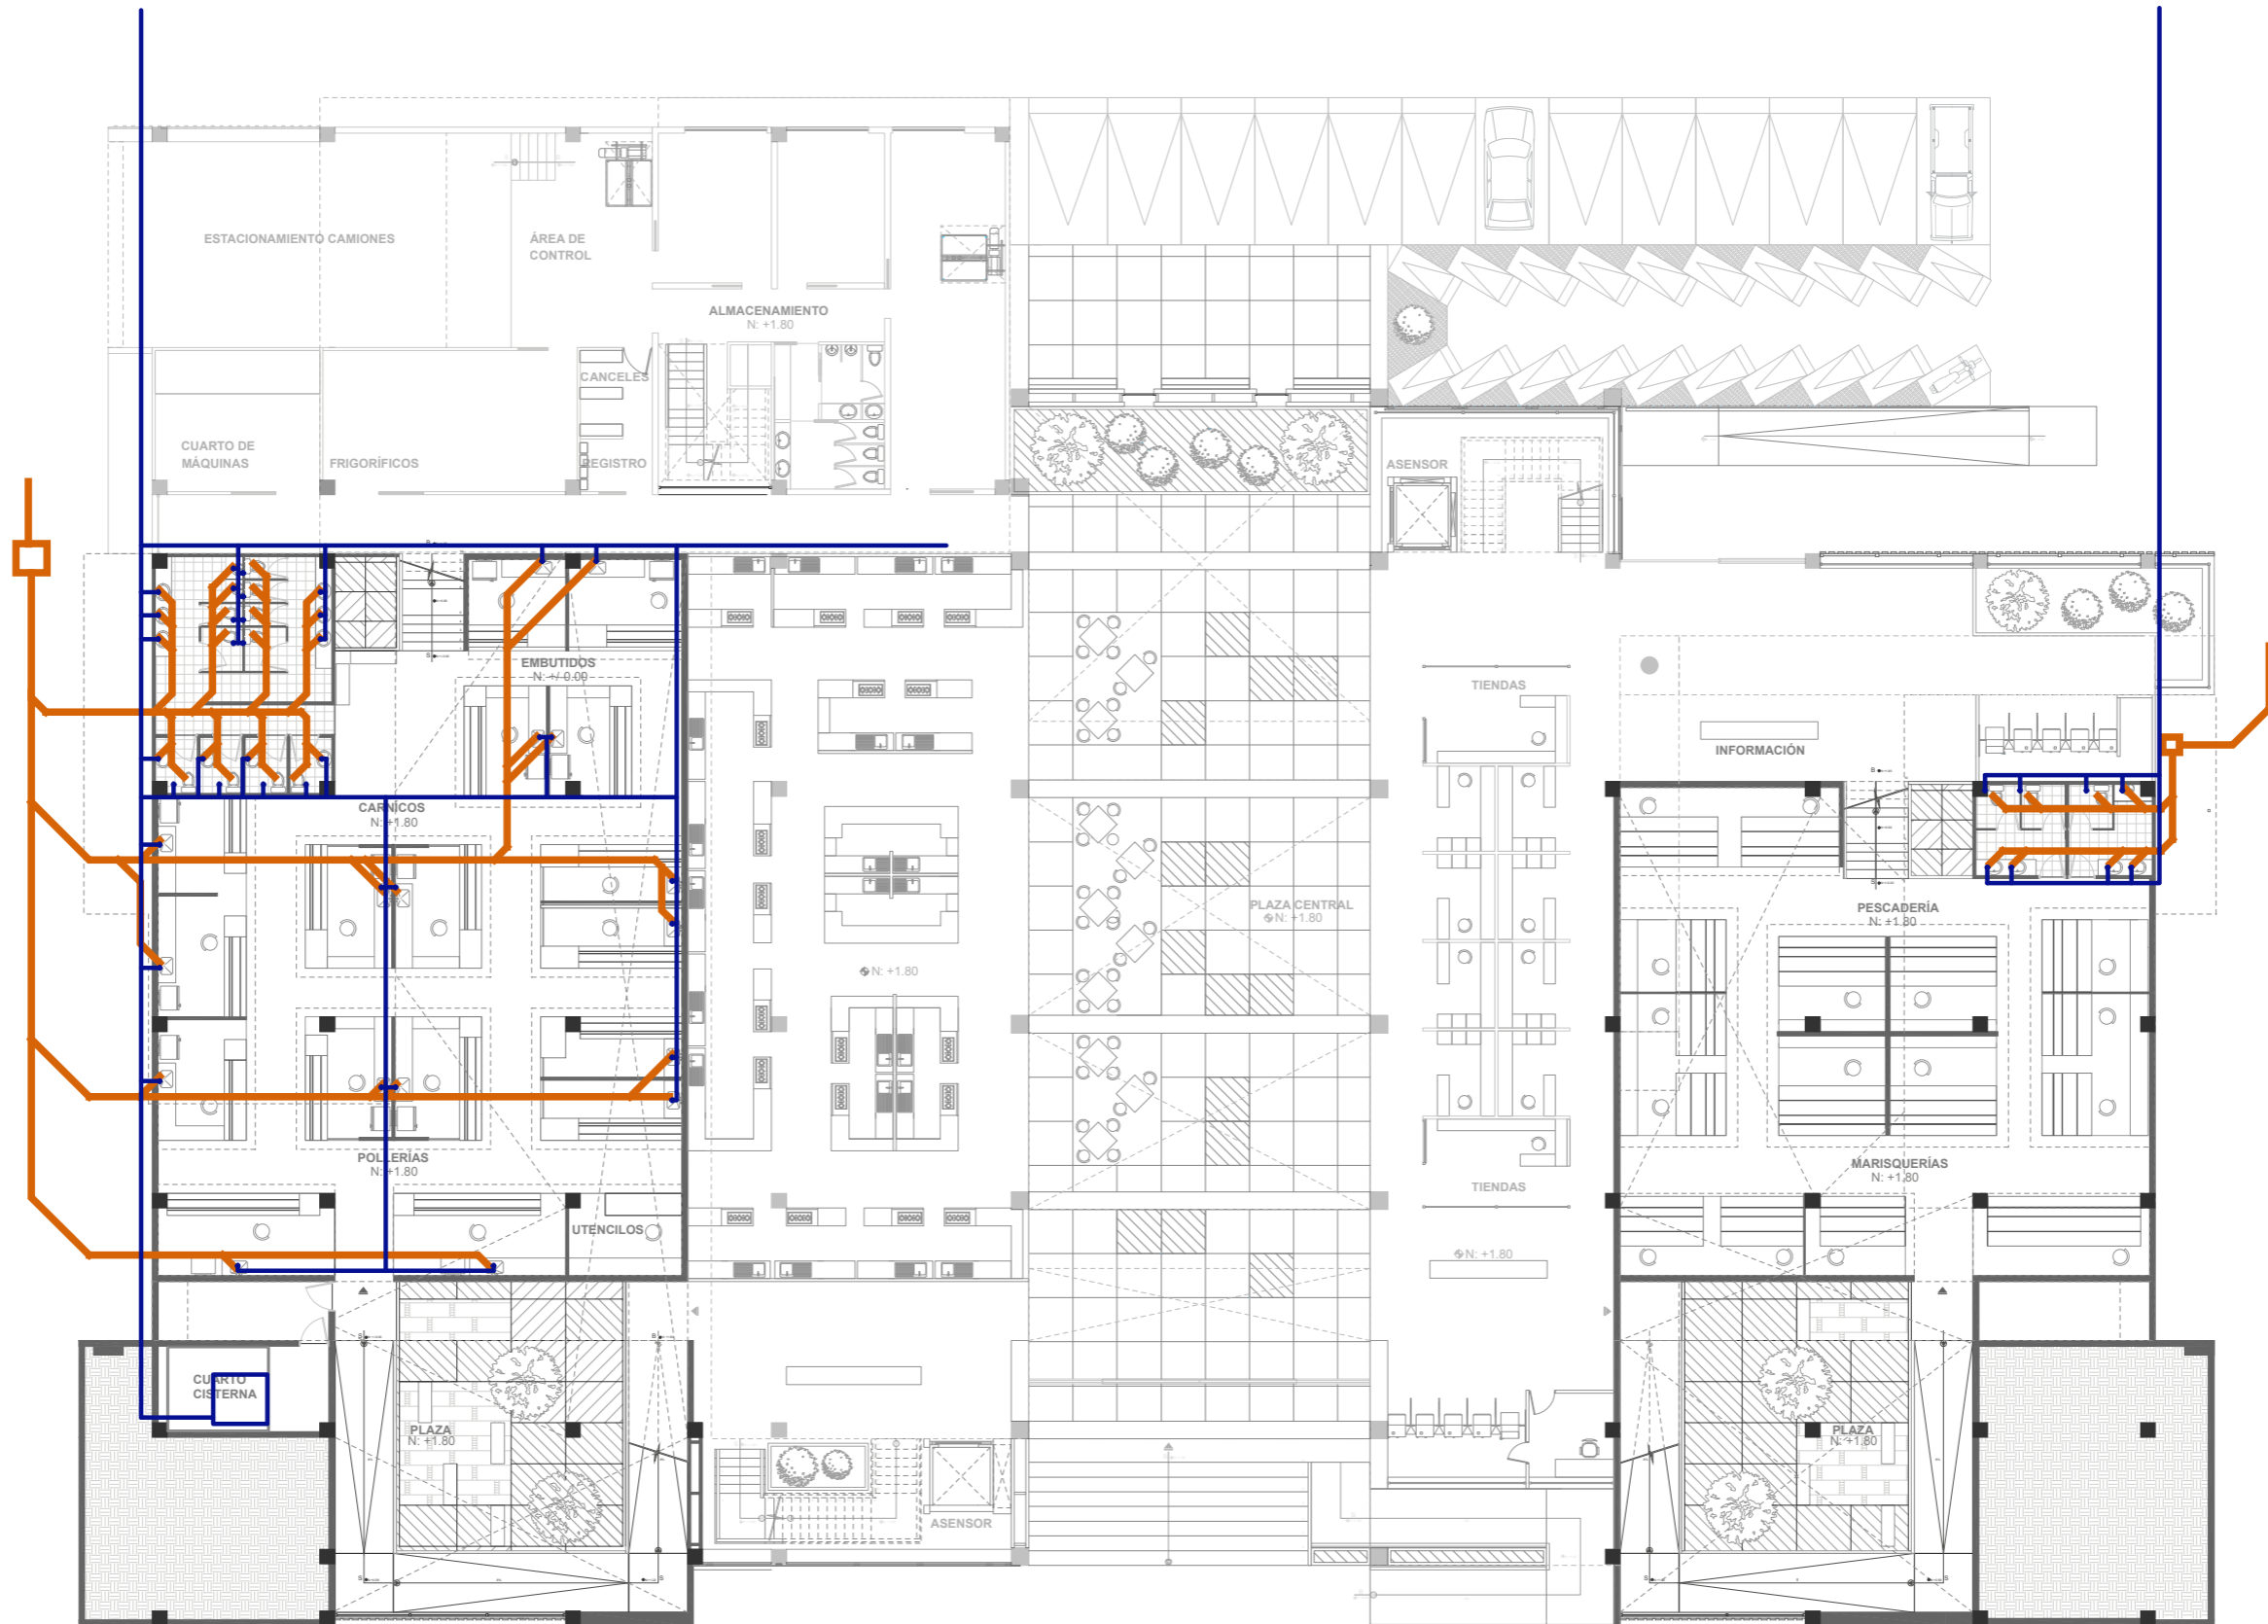 ESTACIONAMIENTO CAMIONES
ÁREA DE
CONTROL
ALMACENAMIENTO
N: +1.80
CANCELES
CUARTO DE
MÁQUINAS
FRIGORÍFICOS
REGISTRO
ASENSOR
EMBUTIDOS
N: +/-0.00
TIENDAS
INFORMACIÓN
CARNICOS
N: +1.80
PLAZA CENTRAL
N: +1.80
PESCADERÍA
N: +1.80
N: +1.80
POLLERÍAS
N: +1.80
MARISQUERÍAS
N: +1.80
TIENDAS
UTENCILOS
N: +1.80
CUARTO
CISTERNA
PLAZA
N: +1.80
PLAZA
N: +1.80
ASENSOR